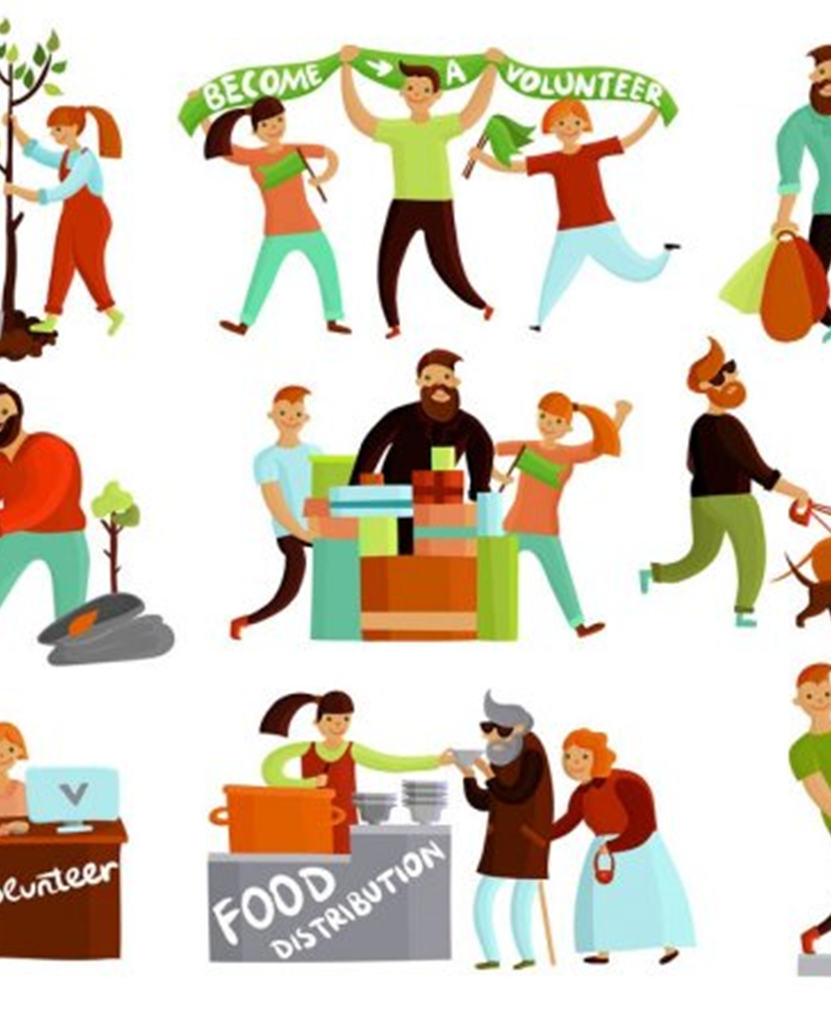 BECOME → A VOLUNTEER
V
olunteer
FOOD
DISTRIBUTION